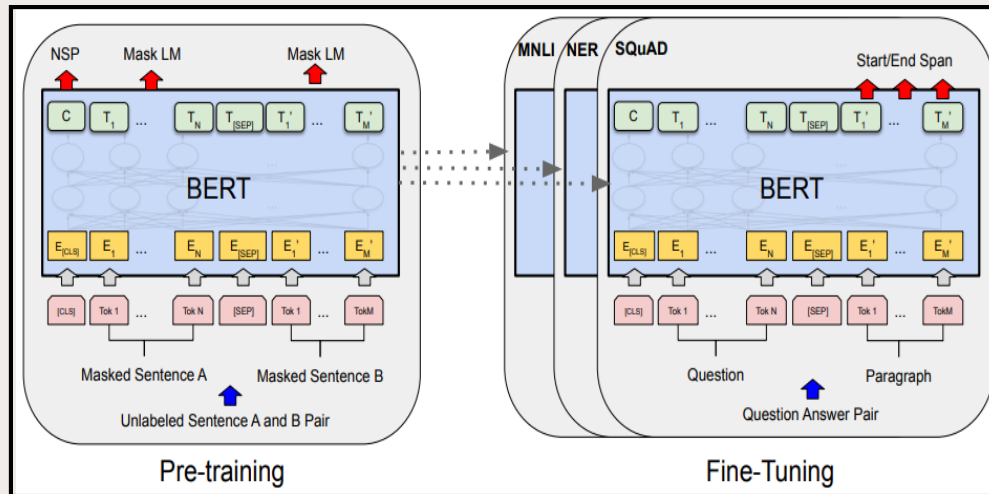 NSP Mask LM Mask LM
C T1 ... TN T[SEP] T1' ... TM'
BERT
E[CLS] E1 ... EN E[SEP] E1' ... EM'
[CLS] Tok 1 ... Tok N [SEP] Tok 1 ... TokM
Masked Sentence A Masked Sentence B
Unlabeled Sentence A and B Pair
Pre-training
MNLI NER SQuAD
Start/End Span
C T1 ... TN T[SEP] T1' ... TM'
BERT
E[CLS] E1 ... EN E[SEP] E1' ... EM'
[CLS] Tok 1 ... Tok N [SEP] Tok 1 ... TokM
Question Paragraph
Question Answer Pair
Fine-Tuning